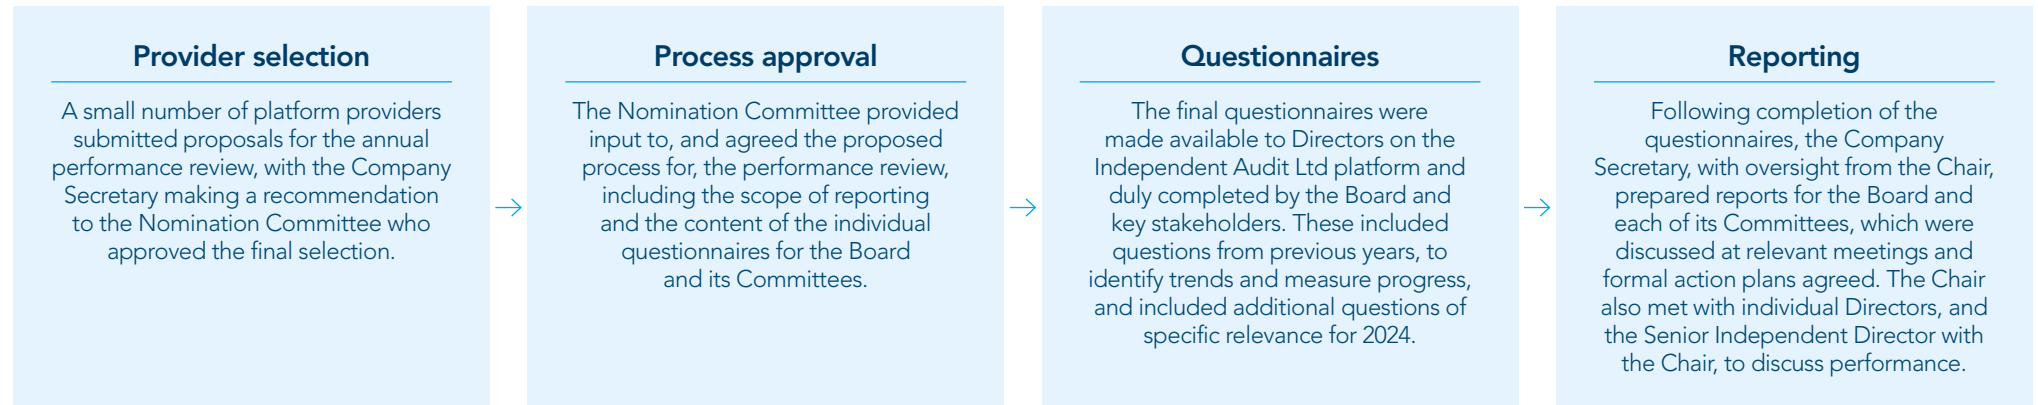 Provider selection
A small number of platform providers
submitted proposals for the annual
performance review, with the Company
Secretary making a recommendation
to the Nomination Committee who
approved the final selection.
Process approval
The Nomination Committee provided
input to, and agreed the proposed
process for, the performance review,
including the scope of reporting
and the content of the individual
questionnaires for the Board
and its Committees.
Questionnaires
The final questionnaires were
made available to Directors on the
Independent Audit Ltd platform and
duly completed by the Board and
key stakeholders. These included
questions from previous years, to
identify trends and measure progress,
and included additional questions of
specific relevance for 2024.
Reporting
Following completion of the
questionnaires, the Company
Secretary, with oversight from the Chair,
prepared reports for the Board and
each of its Committees, which were
discussed at relevant meetings and
formal action plans agreed. The Chair
also met with individual Directors, and
the Senior Independent Director with
the Chair, to discuss performance.